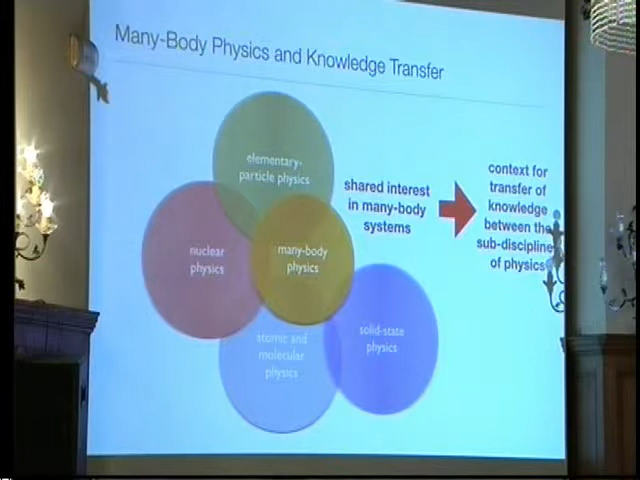 Many-Body Physics and Knowledge Transfer
elementary-
particle physics
shared interest
in many-body
systems
context for
transfer of
knowledge
between the
sub-discipline
of physics
nuclear
physics
many-body
physics
atomic and
molecular
physics
solid-state
physics